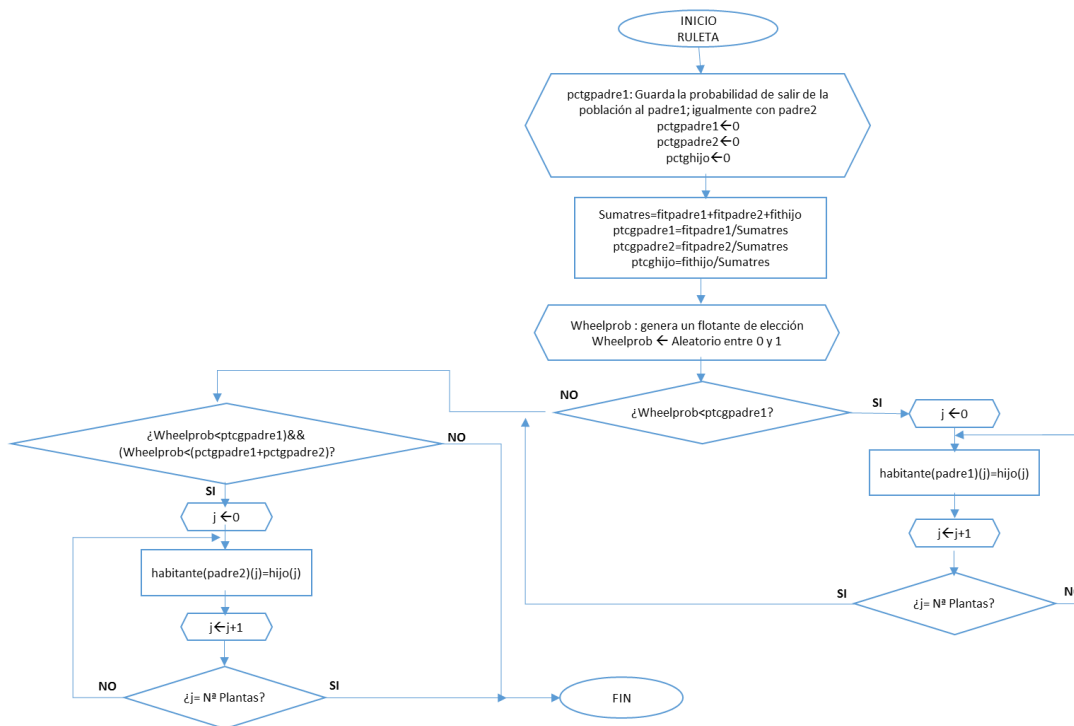 INICIO
RULETA
pctgpadre1: Guarda la probabilidad de salir de la
población al padre1; igualmente con padre2
pctgpadre1←0
pctgpadre2←0
pctghijo←0
Sumatres=fitpadre1+fitpadre2+fithijo
ptcgpadre1=fitpadre1/Sumatres
ptcgpadre2=fitpadre2/Sumatres
ptcghijo=fithijo/Sumatres
Wheelprob : genera un flotante de elección
Wheelprob ← Aleatorio entre 0 y 1
NO
¿Wheelprob<ptcgpadre1?
SI
j ←0
habitante(padre1)(j)=hijo(j)
j←j+1
SI
¿j= Nª Plantas?
¿Wheelprob<ptcgpadre1)&&
(Wheelprob<(pctgpadre1+pctgpadre2)?
NO
SI
j ←0
habitante(padre2)(j)=hijo(j)
j←j+1
NO
¿j= Nª Plantas?
SI
FIN